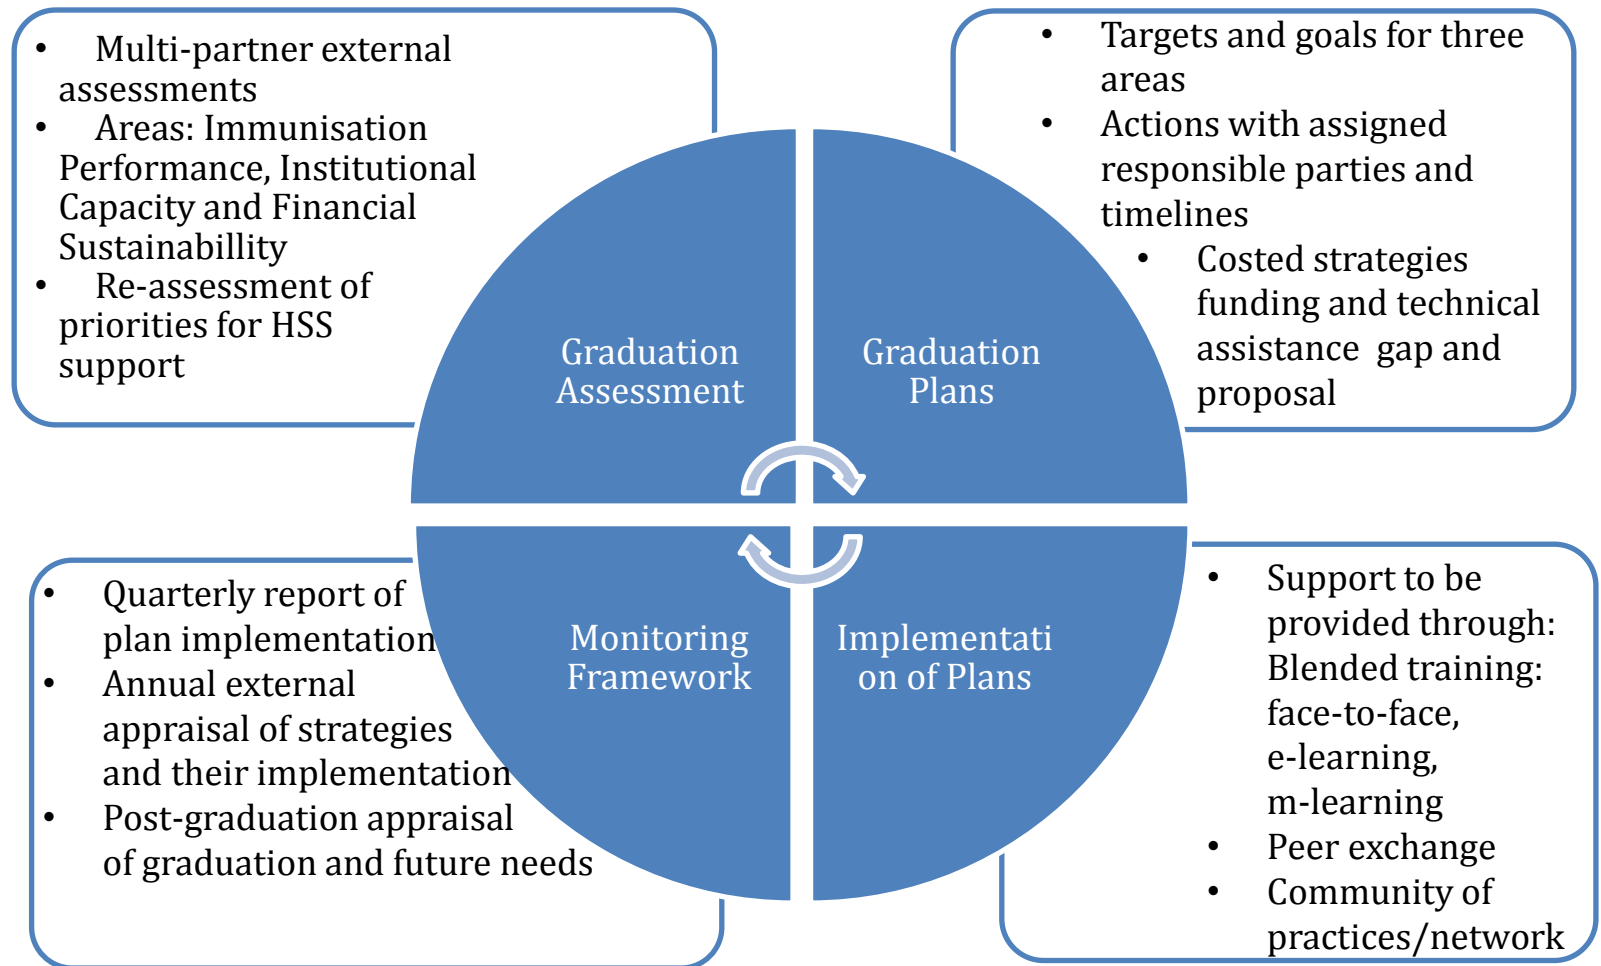 • Multi-partner external
assessments
• Areas: Immunisation
Performance, Institutional
Capacity and Financial
Sustainabillity
• Re-assessment of
priorities for HSS
support
• Targets and goals for three
areas
• Actions with assigned
responsible parties and
timelines
• Costed strategies
funding and technical
assistance gap and
proposal
Graduation
Assessment
Graduation
Plans
Monitoring
Framework
Implementati
on of Plans
• Quarterly report of
plan implementation
• Annual external
appraisal of strategies
and their implementation
• Post-graduation appraisal
of graduation and future needs
• Support to be
provided through:
Blended training:
face-to-face,
e-learning,
m-learning
• Peer exchange
• Community of
practices/network